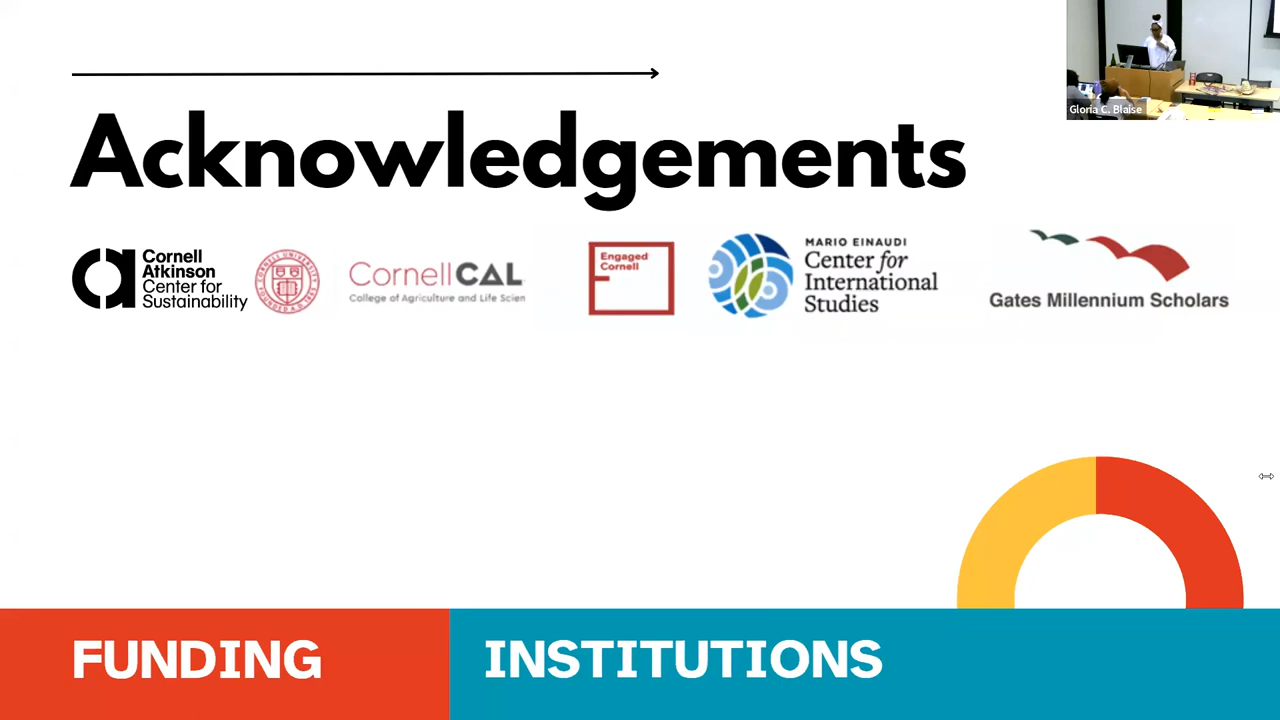 Gloria C. Blaise
Acknowledgements
Cornell
Atkinson
Center for
Sustainability
CornellCAL
College of Agriculture and Life Scien
Engaged
Cornell
MARIO EINAUDI
Center for
International
Studies
Gates Millennium Scholars
FUNDING
INSTITUTIONS